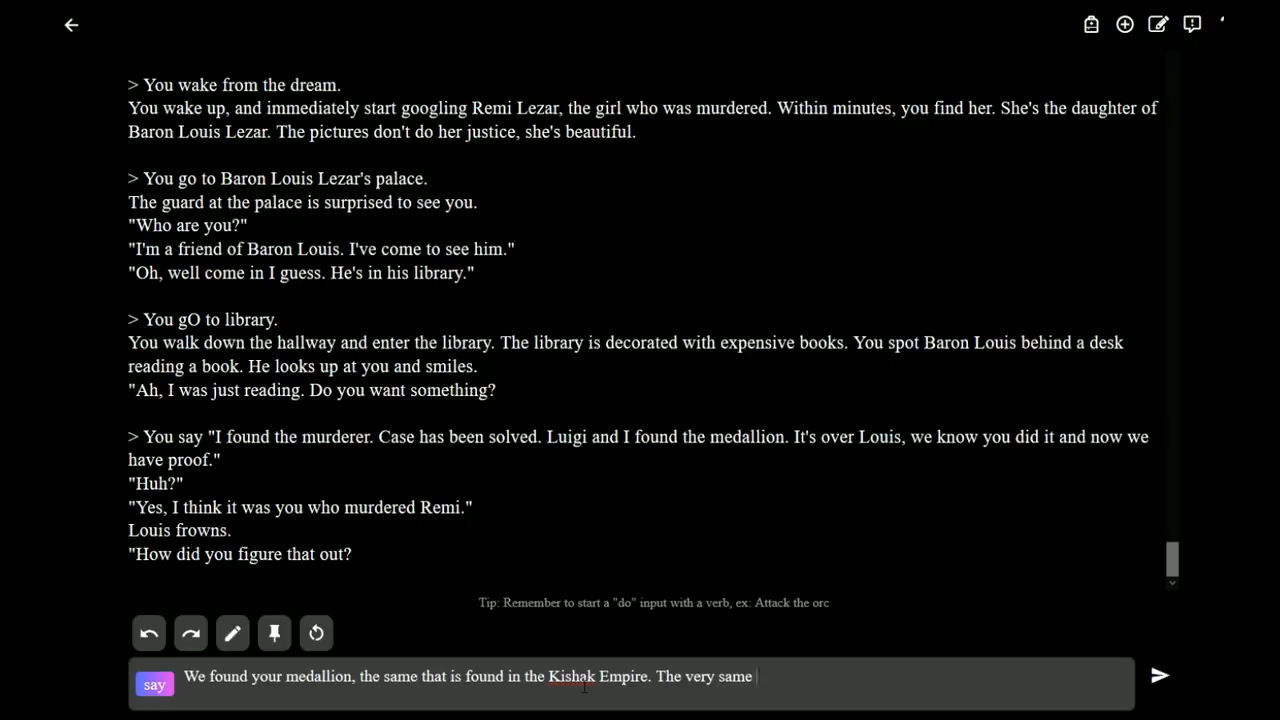 > You wake from the dream.
You wake up, and immediately start googling Remi Lezar, the girl who was murdered. Within minutes, you find her. She's the daughter of
Baron Louis Lezar. The pictures don't do her justice, she's beautiful.
> You go to Baron Louis Lezar's palace.
The guard at the palace is surprised to see you.
"Who are you?"
"I'm a friend of Baron Louis. I've come to see him."
"Oh, well come in I guess. He's in his library."
> You gO to library.
You walk down the hallway and enter the library. The library is decorated with expensive books. You spot Baron Louis behind a desk
reading a book. He looks up at you and smiles.
"Ah, I was just reading. Do you want something?
> You say "I found the murderer. Case has been solved. Luigi and I found the medallion. It's over Louis, we know you did it and now we
have proof."
"Huh?"
"Yes, I think it was you who murdered Remi."
Louis frowns.
"How did you figure that out?
Tip: Remember to start a "do" input with a verb, ex: Attack the orc
say We found your medallion, the same that is found in the Kishak Empire. The very same